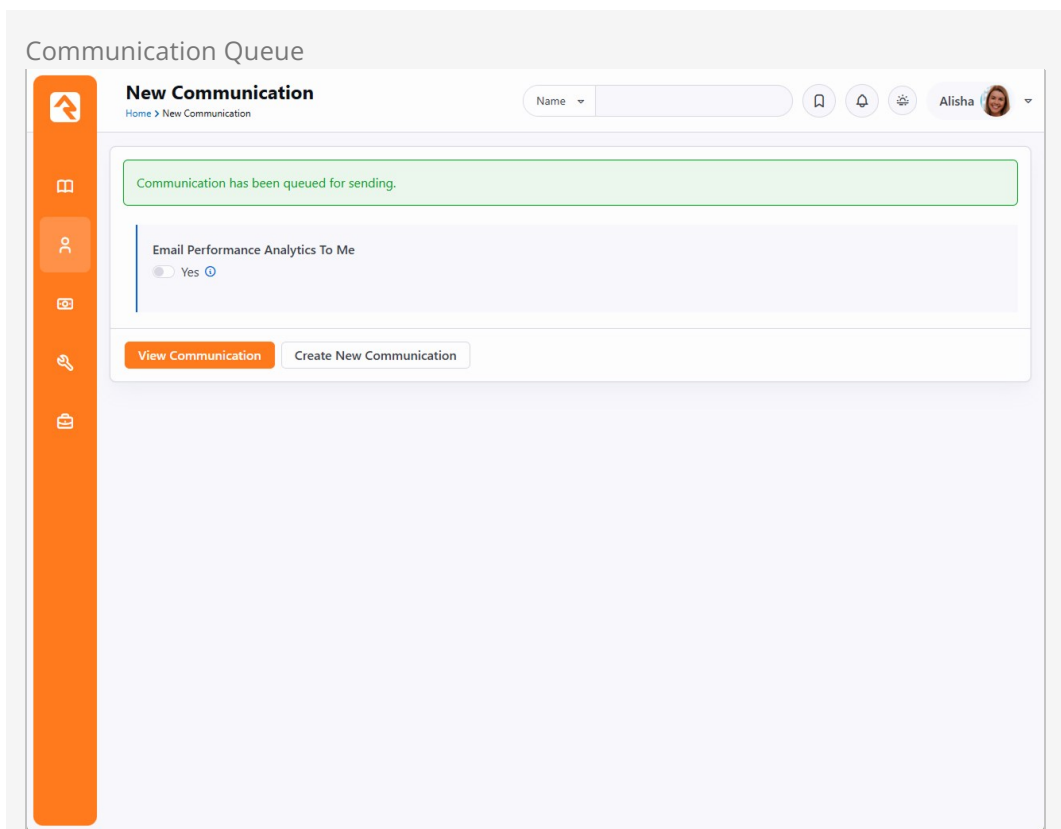 Communication Queue
New Communication
Home > New Communication
Name
Alisha
Communication has been queued for sending.
Email Performance Analytics To Me
Yes
View Communication
Create New Communication